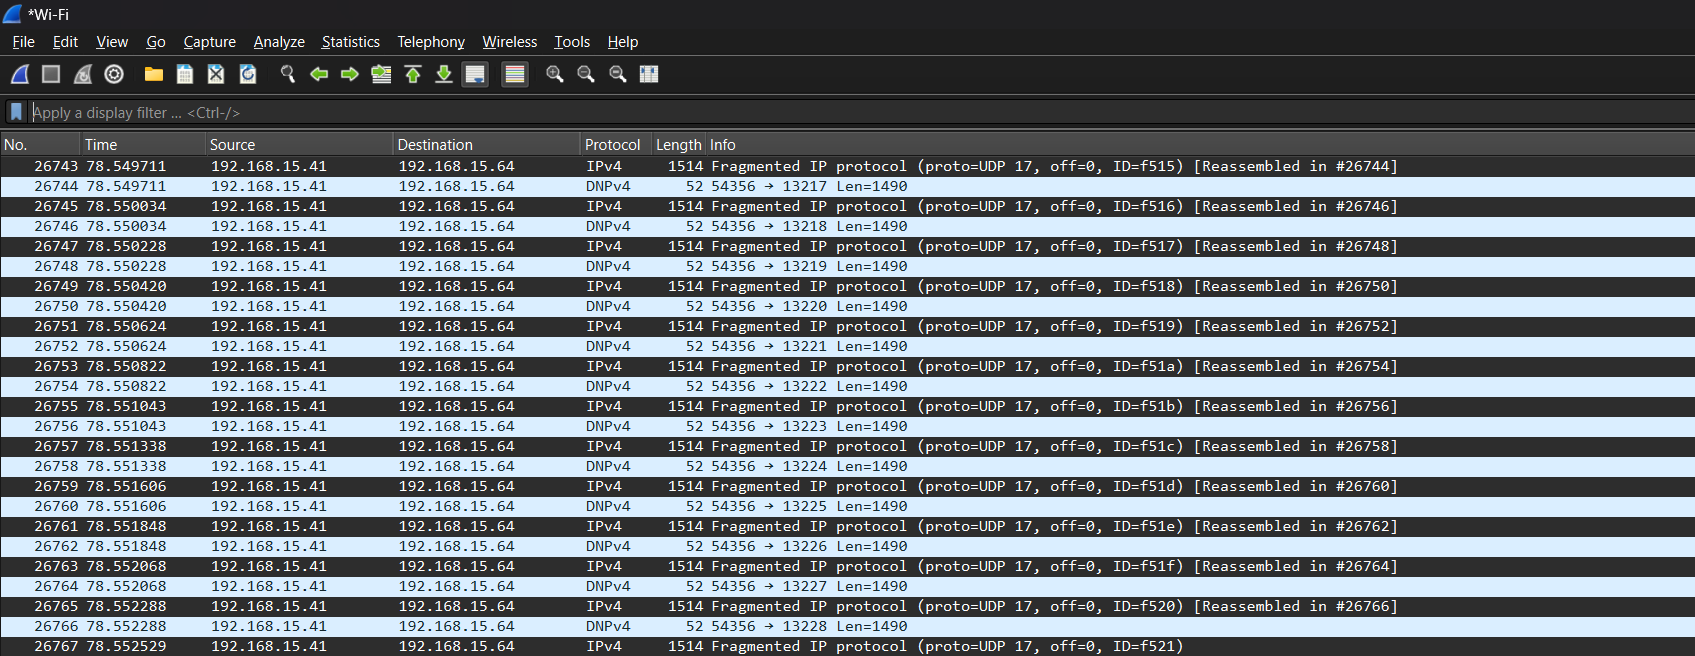 *Wi-Fi
File Edit View Go Capture Analyze Statistics Telephony Wireless Tools Help
Apply a display filter ... <Ctrl-/>
No. Time Source Destination Protocol Length Info
26743 78.549711 192.168.15.41 192.168.15.64 IPv4 1514 Fragmented IP protocol (proto=UDP 17, off=0, ID=f515) [Reassembled in #26744]
26744 78.549711 192.168.15.41 192.168.15.64 DNPv4 52 54356 → 13217 Len=1490
26745 78.550034 192.168.15.41 192.168.15.64 IPv4 1514 Fragmented IP protocol (proto=UDP 17, off=0, ID=f516) [Reassembled in #26746]
26746 78.550034 192.168.15.41 192.168.15.64 DNPv4 52 54356 → 13218 Len=1490
26747 78.550228 192.168.15.41 192.168.15.64 IPv4 1514 Fragmented IP protocol (proto=UDP 17, off=0, ID=f517) [Reassembled in #26748]
26748 78.550228 192.168.15.41 192.168.15.64 DNPv4 52 54356 → 13219 Len=1490
26749 78.550420 192.168.15.41 192.168.15.64 IPv4 1514 Fragmented IP protocol (proto=UDP 17, off=0, ID=f518) [Reassembled in #26750]
26750 78.550420 192.168.15.41 192.168.15.64 DNPv4 52 54356 → 13220 Len=1490
26751 78.550624 192.168.15.41 192.168.15.64 IPv4 1514 Fragmented IP protocol (proto=UDP 17, off=0, ID=f519) [Reassembled in #26752]
26752 78.550624 192.168.15.41 192.168.15.64 DNPv4 52 54356 → 13221 Len=1490
26753 78.550822 192.168.15.41 192.168.15.64 IPv4 1514 Fragmented IP protocol (proto=UDP 17, off=0, ID=f51a) [Reassembled in #26754]
26754 78.550822 192.168.15.41 192.168.15.64 DNPv4 52 54356 → 13222 Len=1490
26755 78.551043 192.168.15.41 192.168.15.64 IPv4 1514 Fragmented IP protocol (proto=UDP 17, off=0, ID=f51b) [Reassembled in #26756]
26756 78.551043 192.168.15.41 192.168.15.64 DNPv4 52 54356 → 13223 Len=1490
26757 78.551338 192.168.15.41 192.168.15.64 IPv4 1514 Fragmented IP protocol (proto=UDP 17, off=0, ID=f51c) [Reassembled in #26758]
26758 78.551338 192.168.15.41 192.168.15.64 DNPv4 52 54356 → 13224 Len=1490
26759 78.551606 192.168.15.41 192.168.15.64 IPv4 1514 Fragmented IP protocol (proto=UDP 17, off=0, ID=f51d) [Reassembled in #26760]
26760 78.551606 192.168.15.41 192.168.15.64 DNPv4 52 54356 → 13225 Len=1490
26761 78.551848 192.168.15.41 192.168.15.64 IPv4 1514 Fragmented IP protocol (proto=UDP 17, off=0, ID=f51e) [Reassembled in #26762]
26762 78.551848 192.168.15.41 192.168.15.64 DNPv4 52 54356 → 13226 Len=1490
26763 78.552068 192.168.15.41 192.168.15.64 IPv4 1514 Fragmented IP protocol (proto=UDP 17, off=0, ID=f51f) [Reassembled in #26764]
26764 78.552068 192.168.15.41 192.168.15.64 DNPv4 52 54356 → 13227 Len=1490
26765 78.552288 192.168.15.41 192.168.15.64 IPv4 1514 Fragmented IP protocol (proto=UDP 17, off=0, ID=f520) [Reassembled in #26766]
26766 78.552288 192.168.15.41 192.168.15.64 DNPv4 52 54356 → 13228 Len=1490
26767 78.552529 192.168.15.41 192.168.15.64 IPv4 1514 Fragmented IP protocol (proto=UDP 17, off=0, ID=f521)